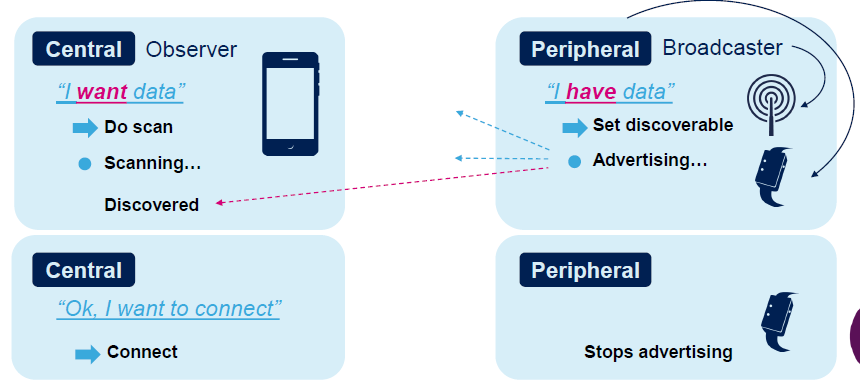 Central Observer
“I want data”
Do scan
Scanning…
Discovered
Peripheral Broadcaster
“I have data”
Set discoverable
Advertising…
Central
“Ok, I want to connect”
Connect
Peripheral
Stops advertising